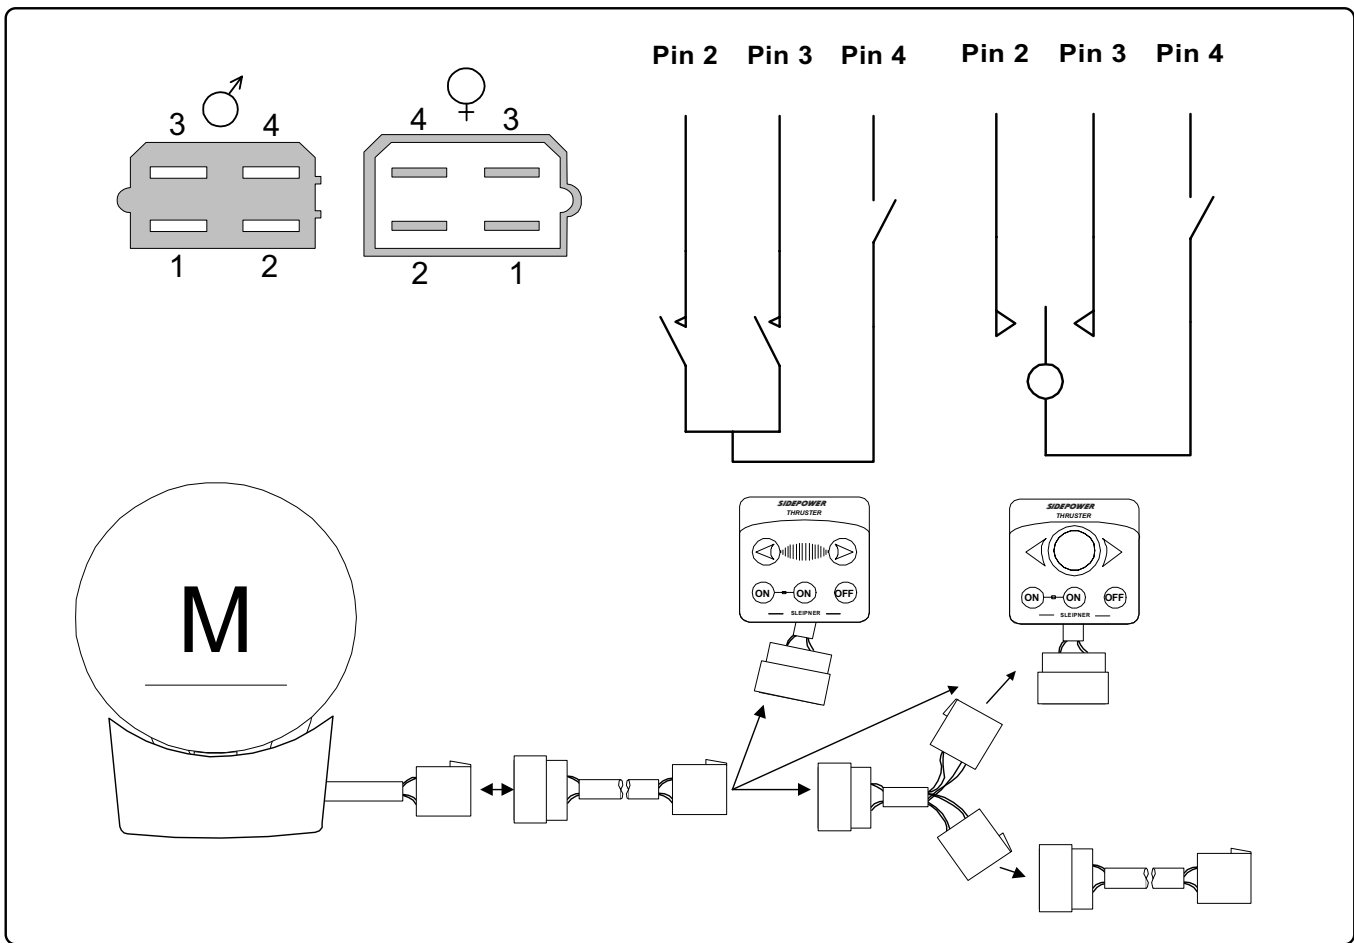 Pin 2 Pin 3 Pin 4 Pin 2 Pin 3 Pin 4
3 4
4 3
1 2
2 1
M
SIDEPOWER
THRUSTER
ON ON OFF
SLEIPNER
SIDEPOWER
THRUSTER
ON ON OFF
SLEIPNER